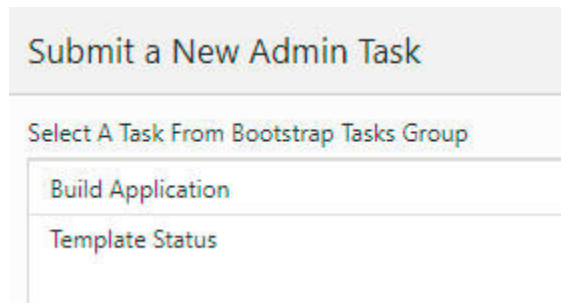 Submit a New Admin Task
Select A Task From Bootstrap Tasks Group
Build Application
Template Status